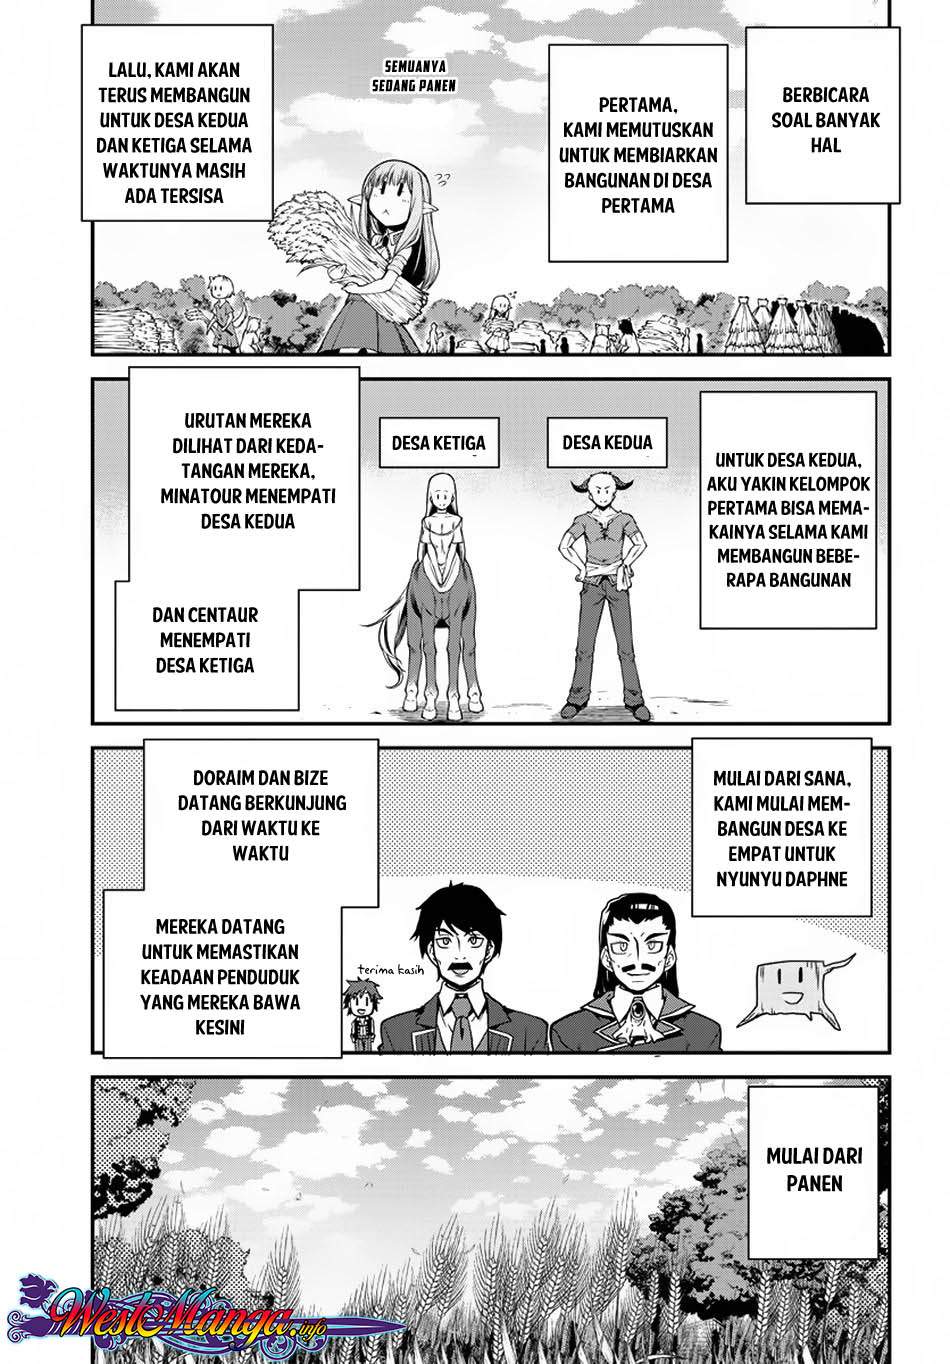 BERBICARA
SOAL BANYAK
HAL
PERTAMA,
KAMI MEMUTUSKAN
UNTUK MEMBIARKAN
BANGUNAN DI DESA
PERTAMA
SEMUANYA
SEDANG PANEN
LALU, KAMI AKAN
TERUS MEMBANGUN
UNTUK DESA KEDUA
DAN KETIGA SELAMA
WAKTUNYA MASIH
ADA TERSISA
UNTUK DESA KEDUA,
AKU YAKIN KELOMPOK
PERTAMA BISA MEMA-
KAINYA SELAMA KAMI
MEMBANGUN BEBE-
RAPA BANGUNAN
DESA KEDUA
DESA KETIGA
URUTAN MEREKA
DILIHAT DARI KEDA-
TANGAN MEREKA,
MINATOUR MENEMPATI
DESA KEDUA
DAN CENTAUR
MENEMPATI
DESA KETIGA
MULAI DARI SANA,
KAMI MULAI MEM-
BANGUN DESA KE
EMPAT UNTUK
NYUNYU DAPHNE
DORAIM DAN BIZE
DATANG BERKUNJUNG
DARI WAKTU KE
WAKTU
MEREKA DATANG
UNTUK MEMASTIKAN
KEADAAN PENDUDUK
YANG MEREKA BAWA
KESINI
terima kasih
MULAI DARI
PANEN
WestManga.info